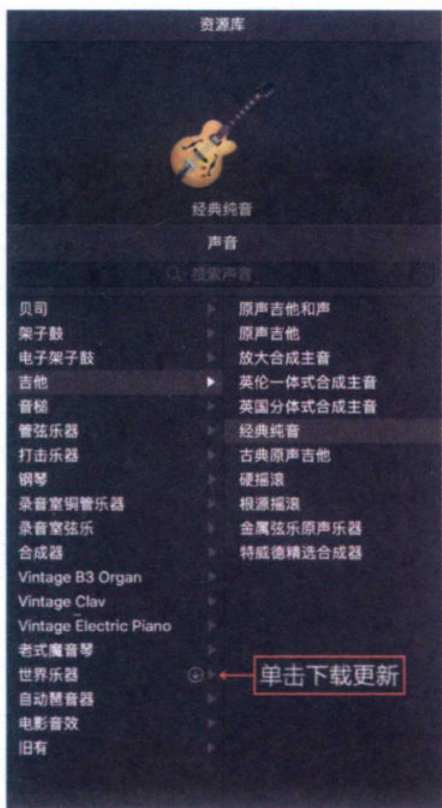 资源库
经典纯音
声音
搜索声音
贝司
架子鼓
电子架子鼓
吉他
音槌
管弦乐器
打击乐器
钢琴
录音室铜管乐器
录音室弦乐
合成器
Vintage B3 Organ
Vintage Clav
Vintage Electric Piano
老式魔音琴
世界乐器
自动琶音器
电影音效
旧有
原声吉他和声
原声吉他
放大合成主音
英伦一体式合成主音
英国分体式合成主音
经典纯音
古典原声吉他
硬摇滚
根源摇滚
金属弦乐原声乐器
特威德精选合成器
单击下载更新